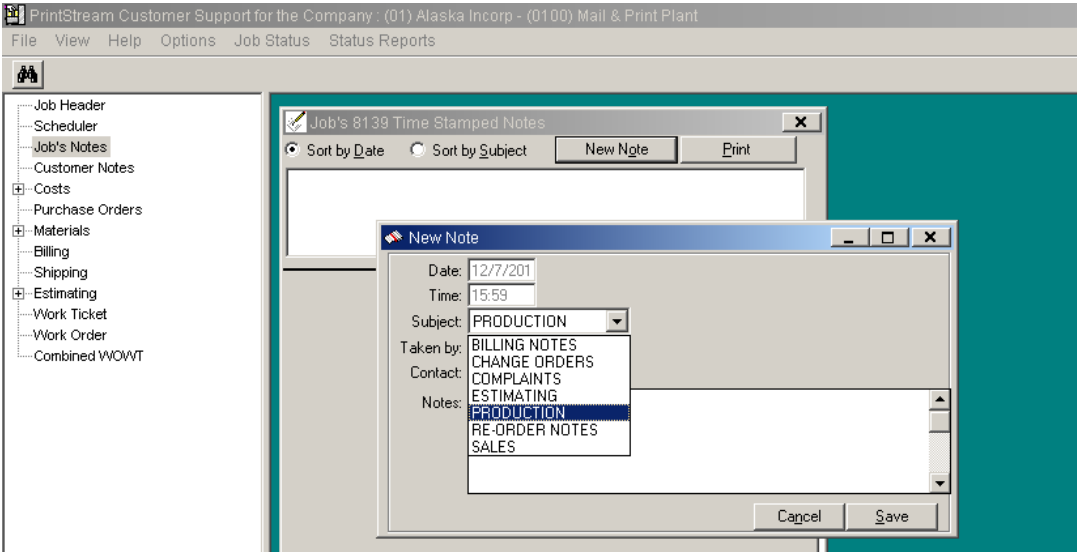 PrintStream Customer Support for the Company : (01) Alaska Incorp - (0100) Mail & Print Plant
File View Help Options Job Status Status Reports
Job Header
Scheduler
Job's Notes
Customer Notes
Costs
Purchase Orders
Materials
Billing
Shipping
Estimating
Work Ticket
Work Order
Combined WOWT
Job's 8139 Time Stamped Notes
Sort by Date Sort by Subject New Note Print
New Note
Date: 12/7/201
Time: 15:59
Subject: PRODUCTION
Taken by:
Contact:
Notes:
BILLING NOTES
CHANGE ORDERS
COMPLAINTS
ESTIMATING
PRODUCTION
RE-ORDER NOTES
SALES
Cancel Save